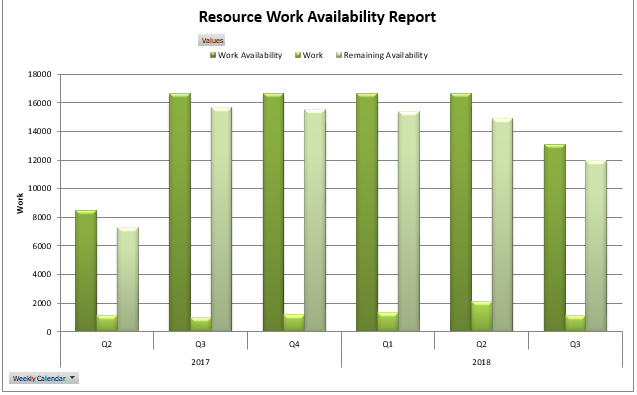 Resource Work Availability Report
Values
Work Availability Work Remaining Availability
18000
16000
14000
12000
10000
8000
6000
4000
2000
0
Work
Q2 Q3 Q4 Q1 Q2 Q3
2017 2018
Weekly Calendar